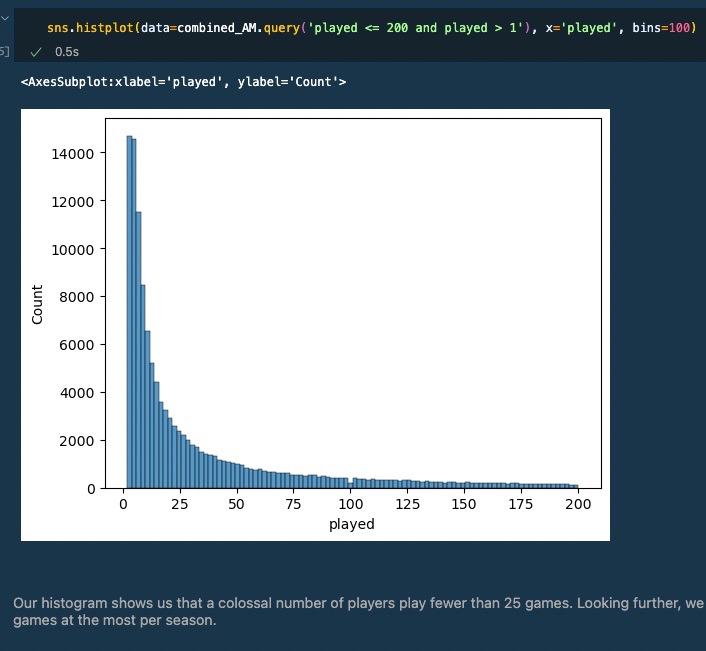 sns.histplot(data=combined_AM.query('played <= 200 and played > 1'), x='played', bins=100)
5]
0.5s
<AxesSubplot:xlabel='played', ylabel='Count'>
14000
12000
10000
8000
6000
4000
2000
0
Count
0 25 50 75 100 125 150 175 200
played
Our histogram shows us that a colossal number of players play fewer than 25 games. Looking further, we
games at the most per season.